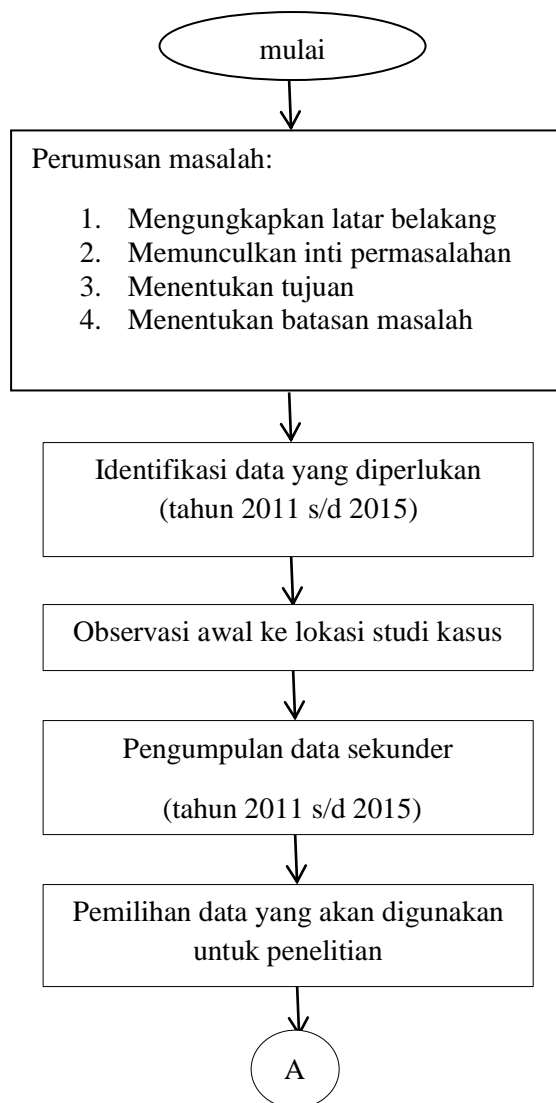 mulai
Perumusan masalah:
1. Mengungkapkan latar belakang
2. Memunculkan inti permasalahan
3. Menentukan tujuan
4. Menentukan batasan masalah
Identifikasi data yang diperlukan
(tahun 2011 s/d 2015)
Observasi awal ke lokasi studi kasus
Pengumpulan data sekunder
(tahun 2011 s/d 2015)
Pemilihan data yang akan digunakan
untuk penelitian
A